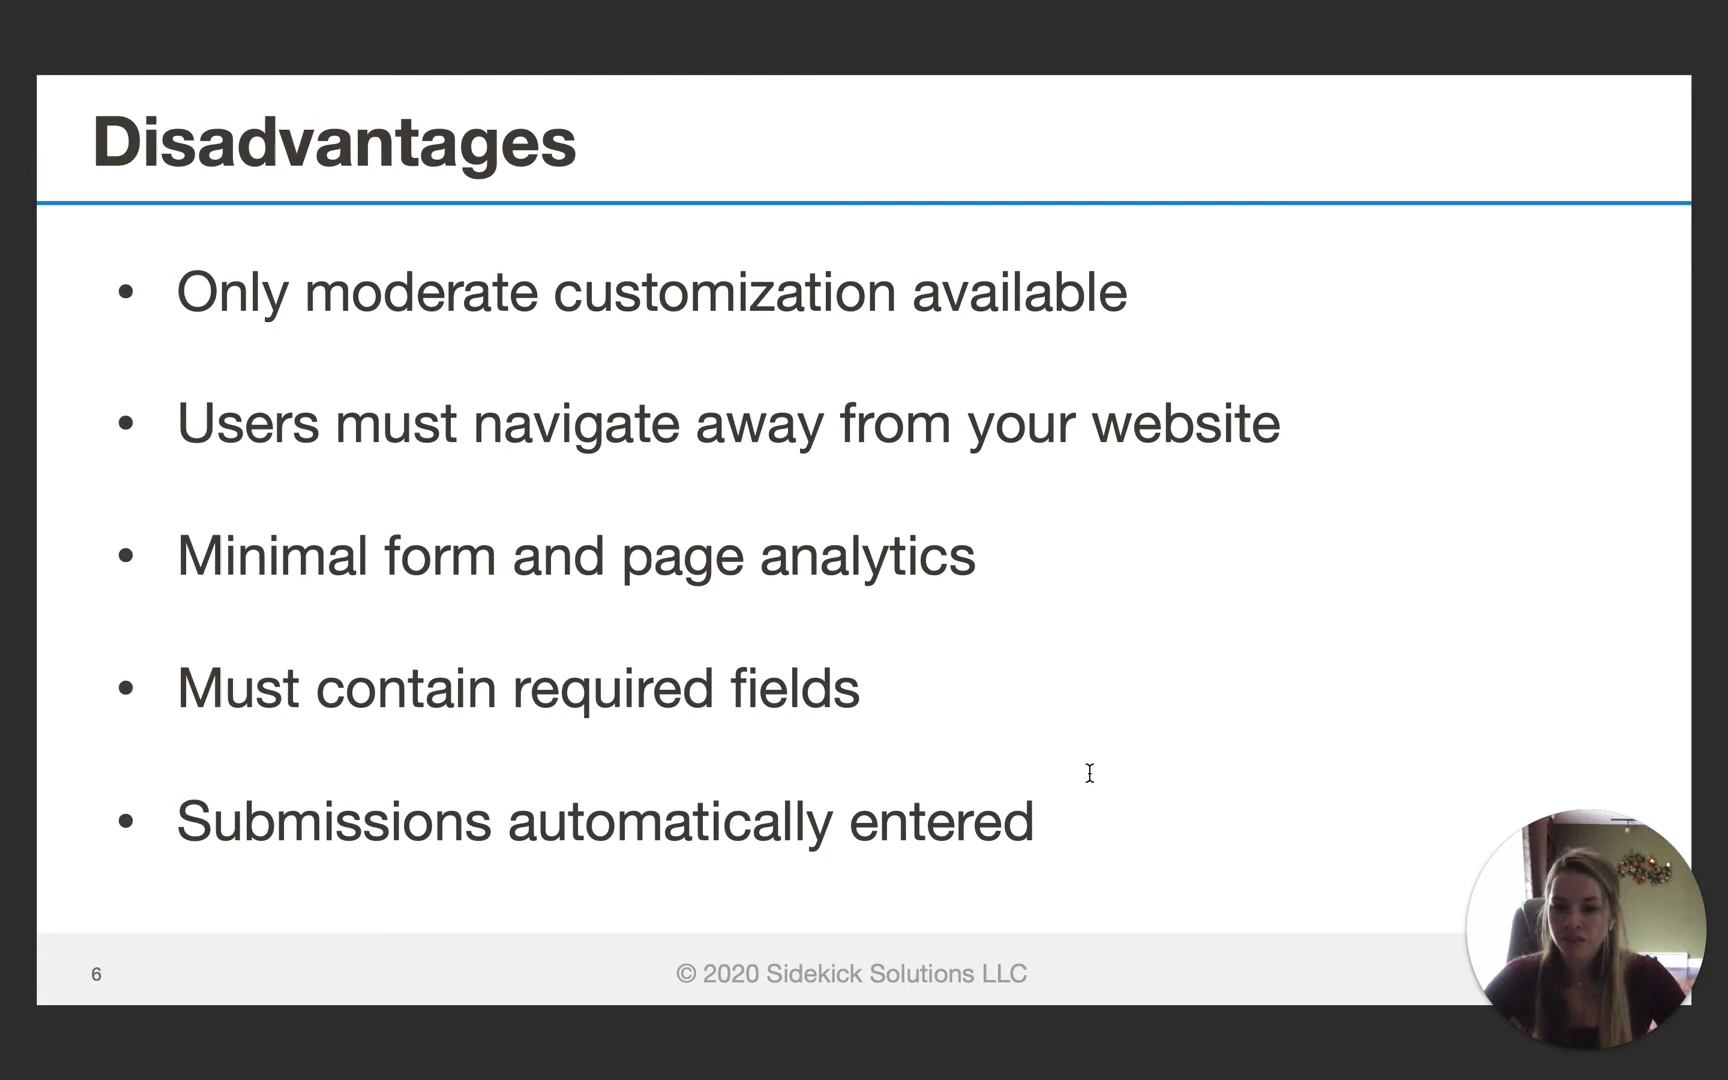 Disadvantages
• Only moderate customization available
• Users must navigate away from your website
• Minimal form and page analytics
• Must contain required fields
• Submissions automatically entered
6
© 2020 Sidekick Solutions LLC